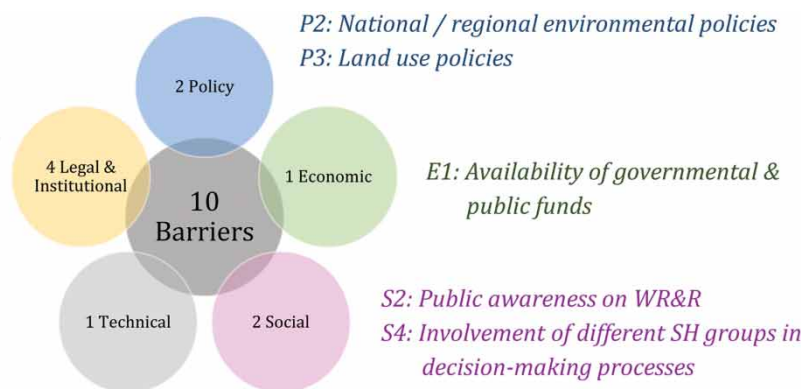 P2: National / regional environmental policies
P3: Land use policies
2 Policy
4 Legal &
Institutional
1 Economic
10
Barriers
E1: Availability of governmental &
public funds
1 Technical
2 Social
S2: Public awareness on WR&R
S4: Involvement of different SH groups in
decision-making processes